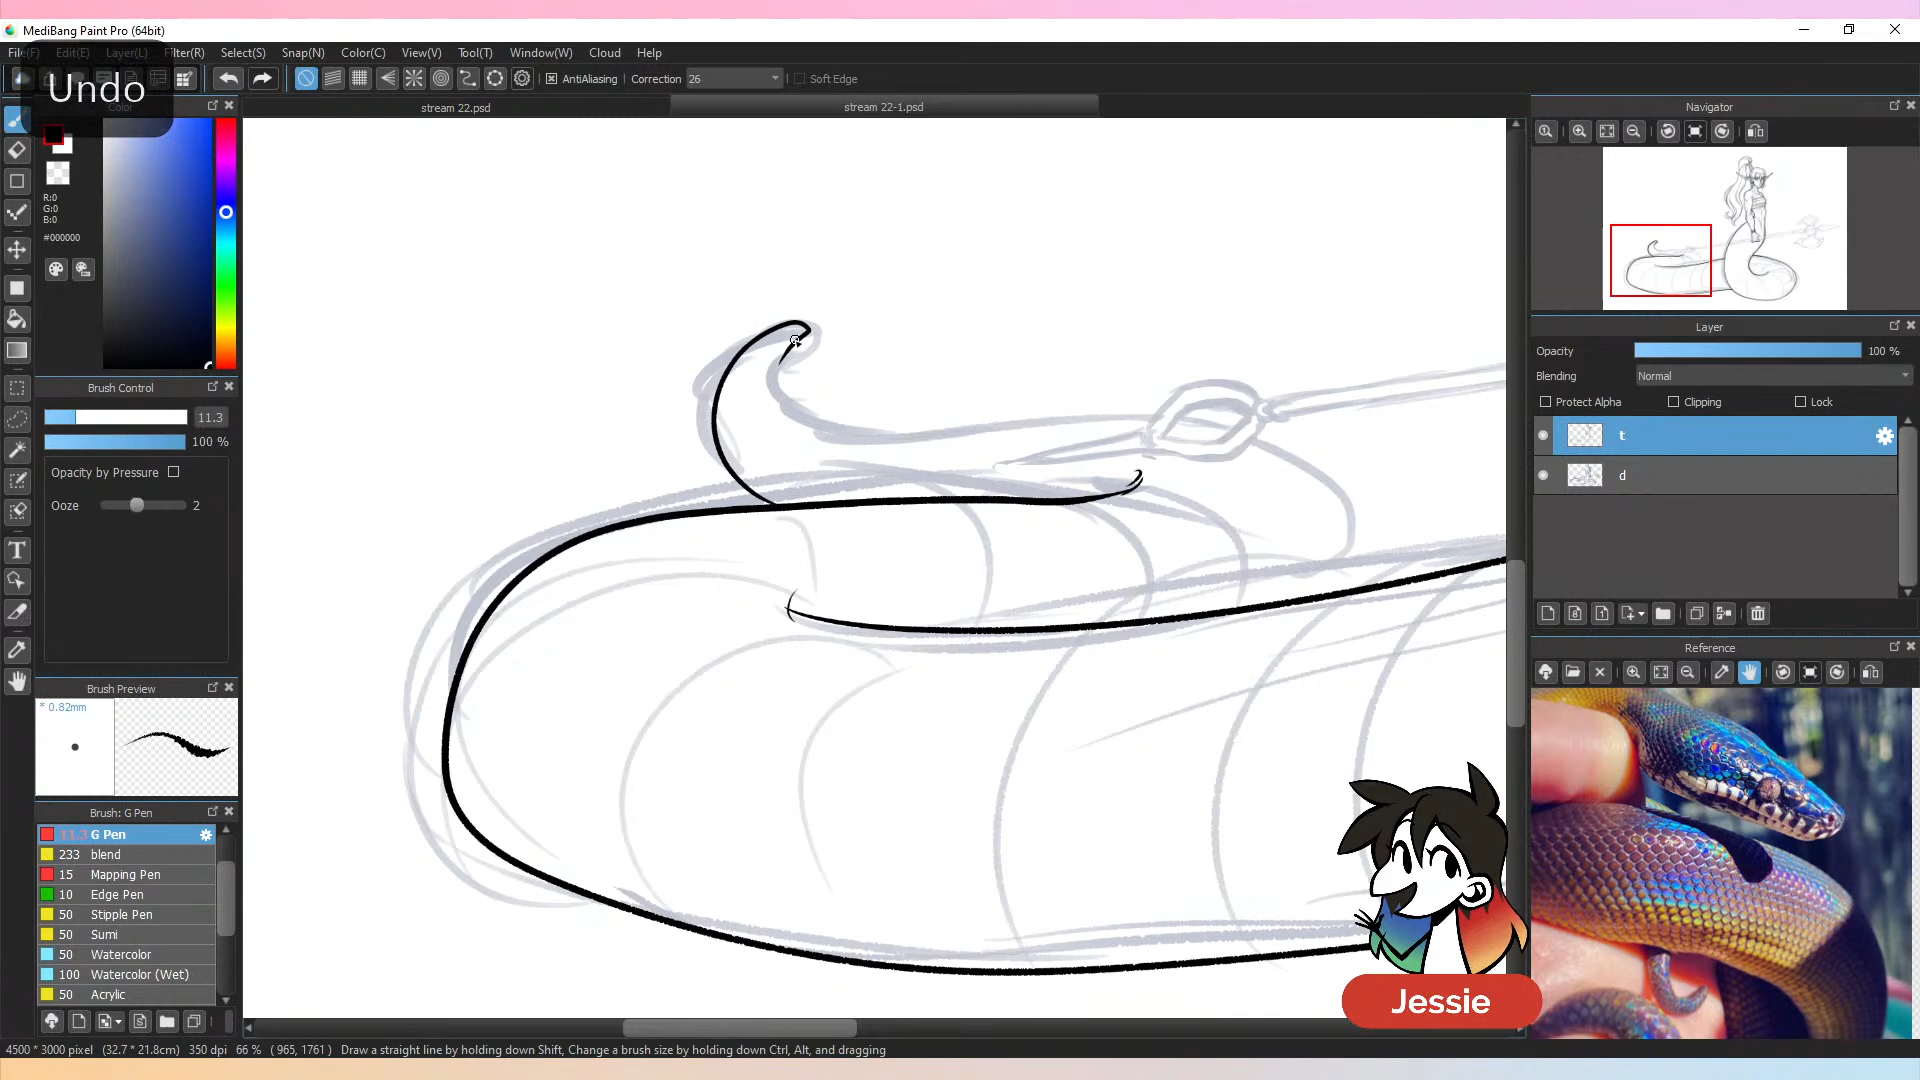 MediBang Paint Pro (64bit)
File(F) Edit(E) Layer(L) Filter(R) Select(S) Snap(N) Color(C) View(V) Tool(T) Window(W) Cloud Help
Undo
AntiAliasing Correction 26 Soft Edge
Color
stream 22.psd
stream 22-1.psd
R:0
G:0
B:0
#000000
Brush Control
11.3
100 %
Opacity by Pressure
Ooze 2
Brush Preview
* 0.82mm
Brush: G Pen
11.3 G Pen
233 blend
15 Mapping Pen
10 Edge Pen
50 Stipple Pen
50 Sumi
50 Watercolor
100 Watercolor (Wet)
50 Acrylic
Navigator
Layer
Opacity 100 %
Blending Normal
Protect Alpha Clipping Lock
t
d
Reference
Jessie
4500 * 3000 pixel (32.7 * 21.8cm) 350 dpi 66 % ( 965, 1761 ) Draw a straight line by holding down Shift, Change a brush size by holding down Ctrl, Alt, and dragging